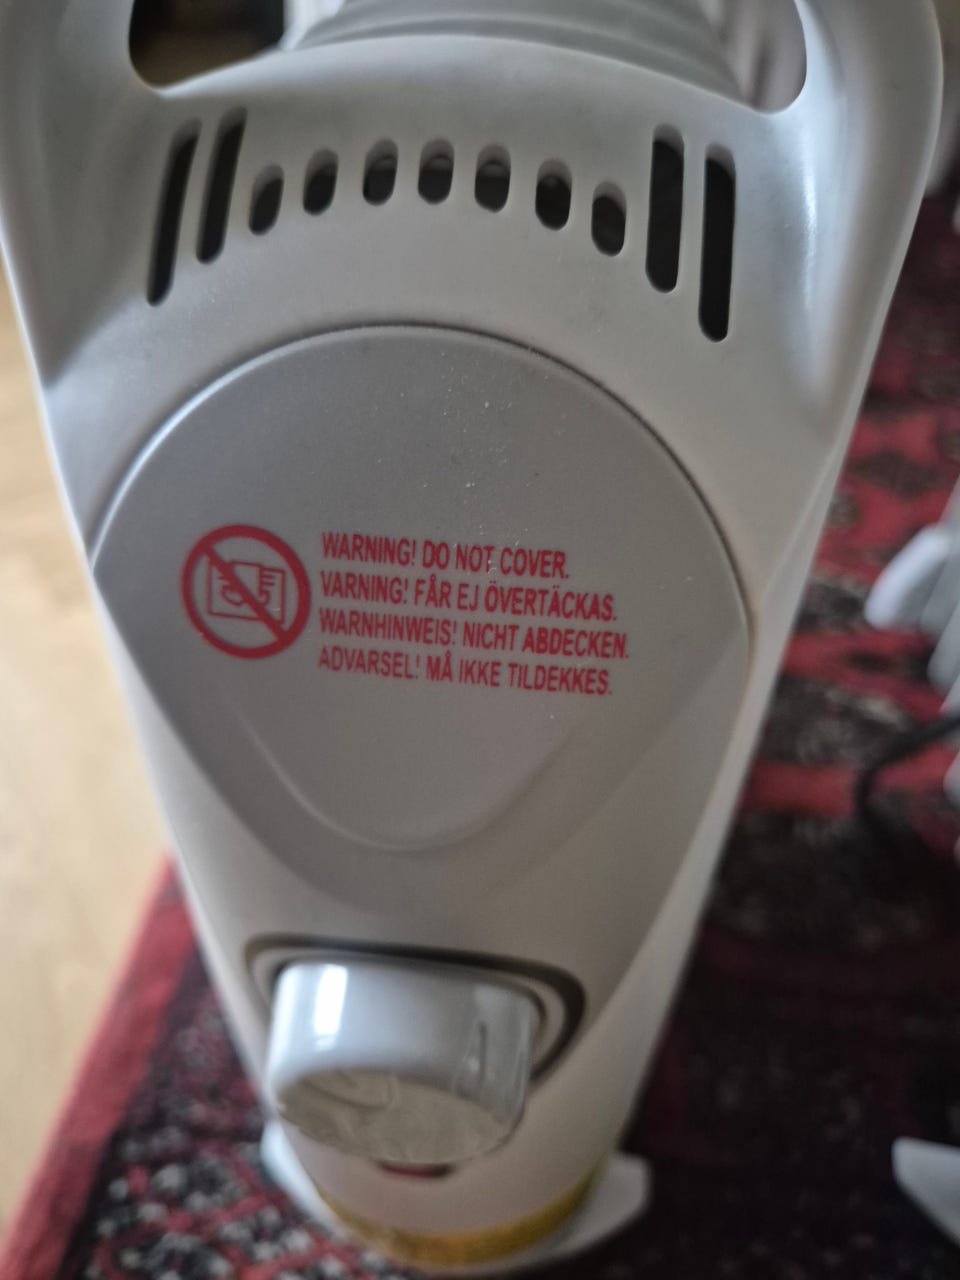 WARNING! DO NOT COVER.
VARNING! FÅR EJ ÖVERTÄCKAS.
WARNHINWEIS! NICHT ABDECKEN.
ADVARSEL! MÅ IKKE TILDEKKES.